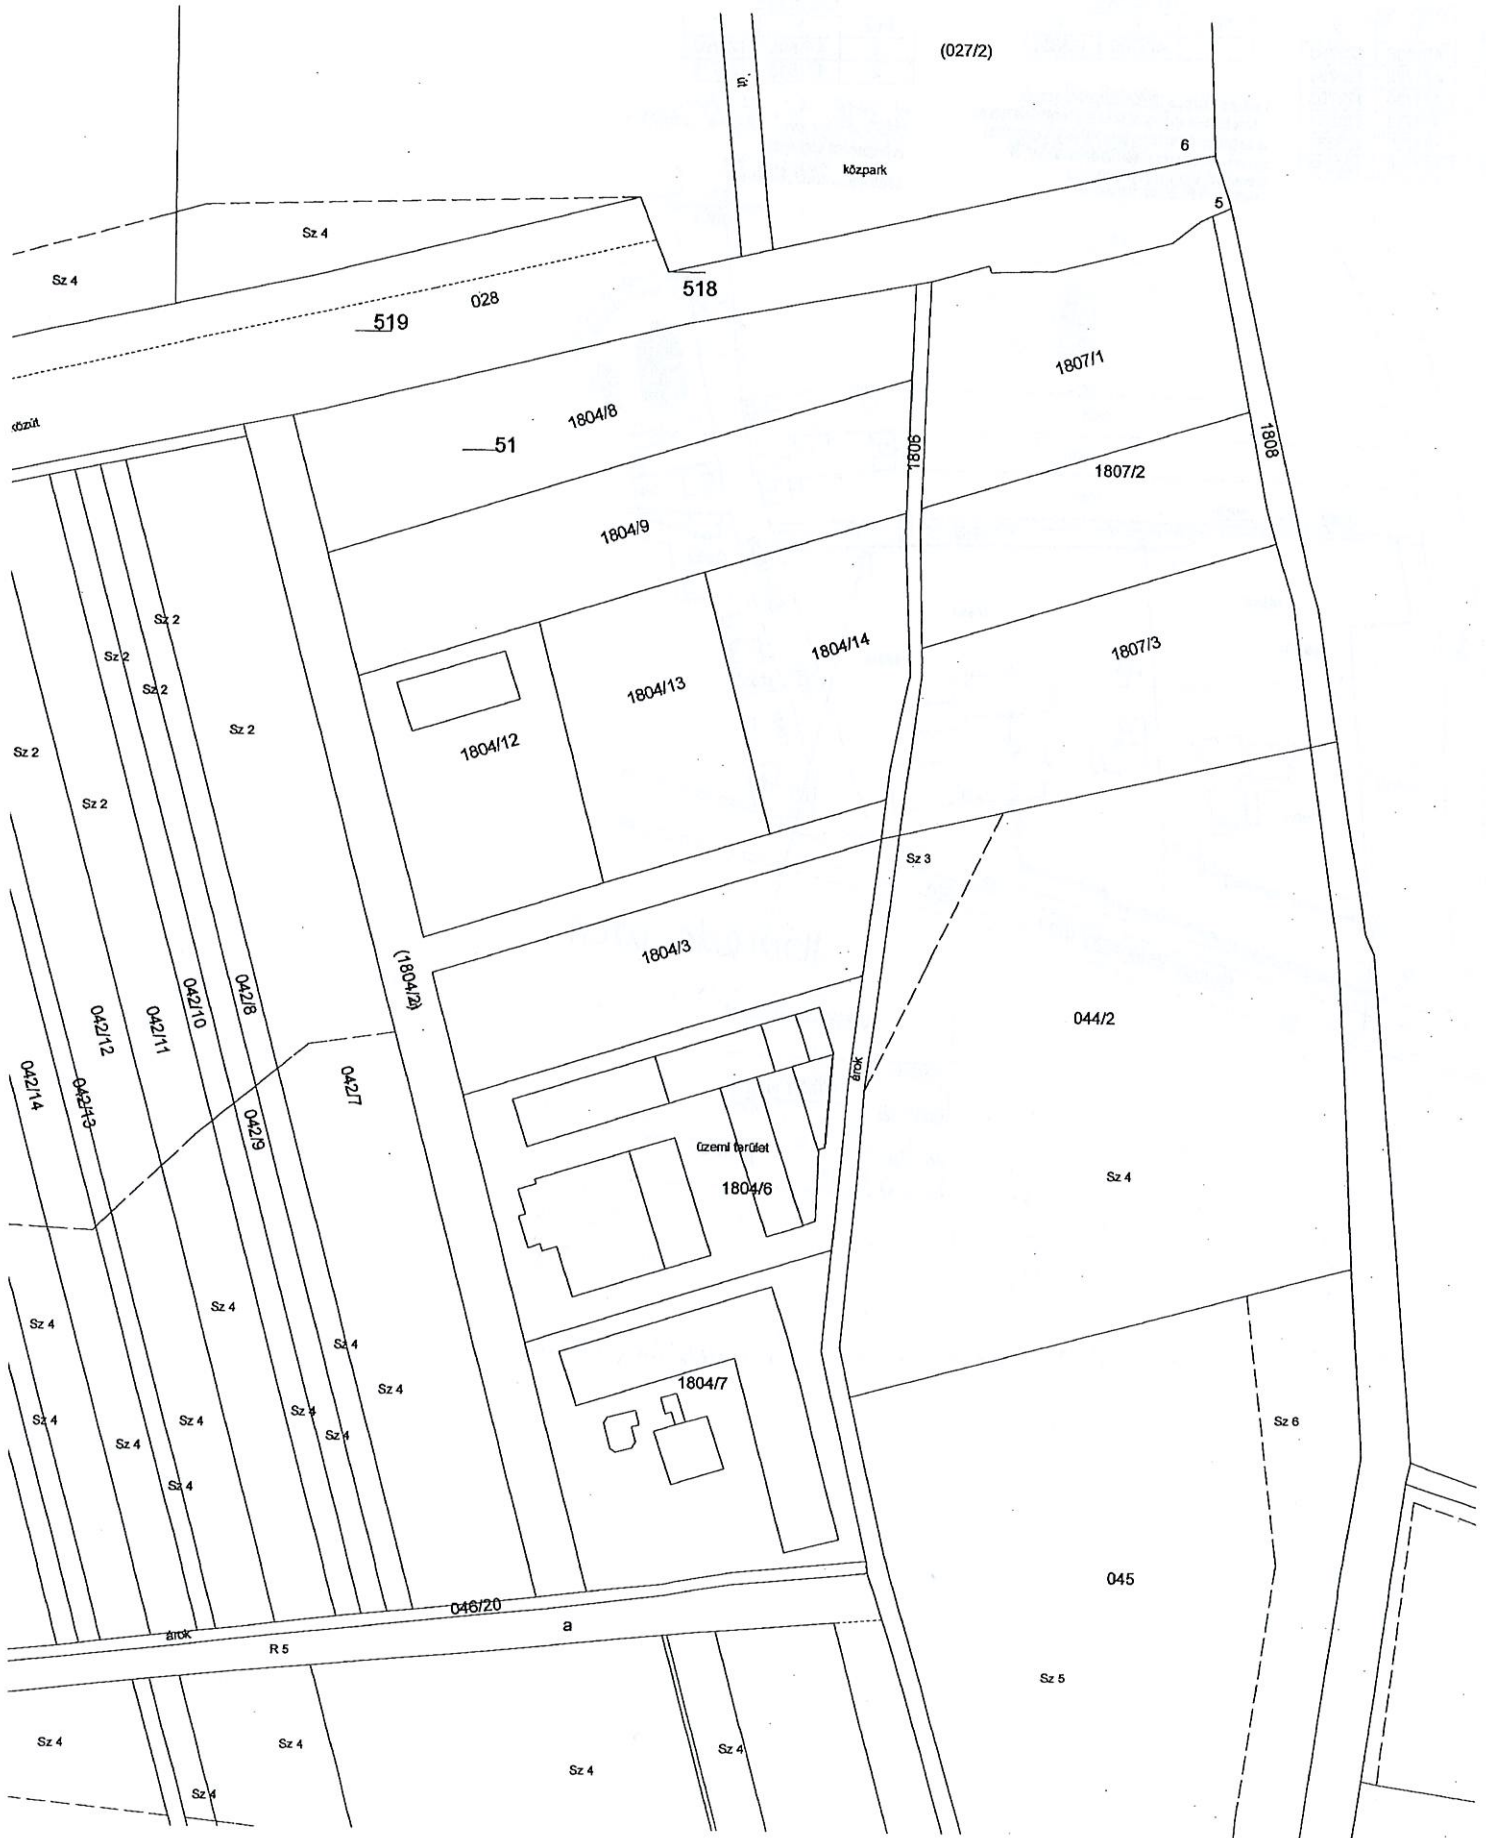 út
(027/2)
6
közpark
5
Sz 4
Sz 4
028
518
519
közút
1807/1
1804/8
51
1806
1808
1807/2
1804/9
Sz 2
1804/14
1807/3
Sz 2
1804/13
Sz 2
Sz 2
1804/12
Sz 2
Sz 2
Sz 3
1804/3
(1804/2)
042/8
042/10
044/2
042/12
042/11
árok
042/14
042/13
042/7
042/9
üzemi terület
1804/6
Sz 4
Sz 4
Sz 4
Sz 4
1804/7
Sz 4
Sz 4
Sz 4
Sz 4
Sz 4
Sz 6
Sz 4
Sz 4
045
046/20
a
árok
R 5
Sz 5
Sz 4
Sz 4
Sz 4
Sz 4
Sz 4